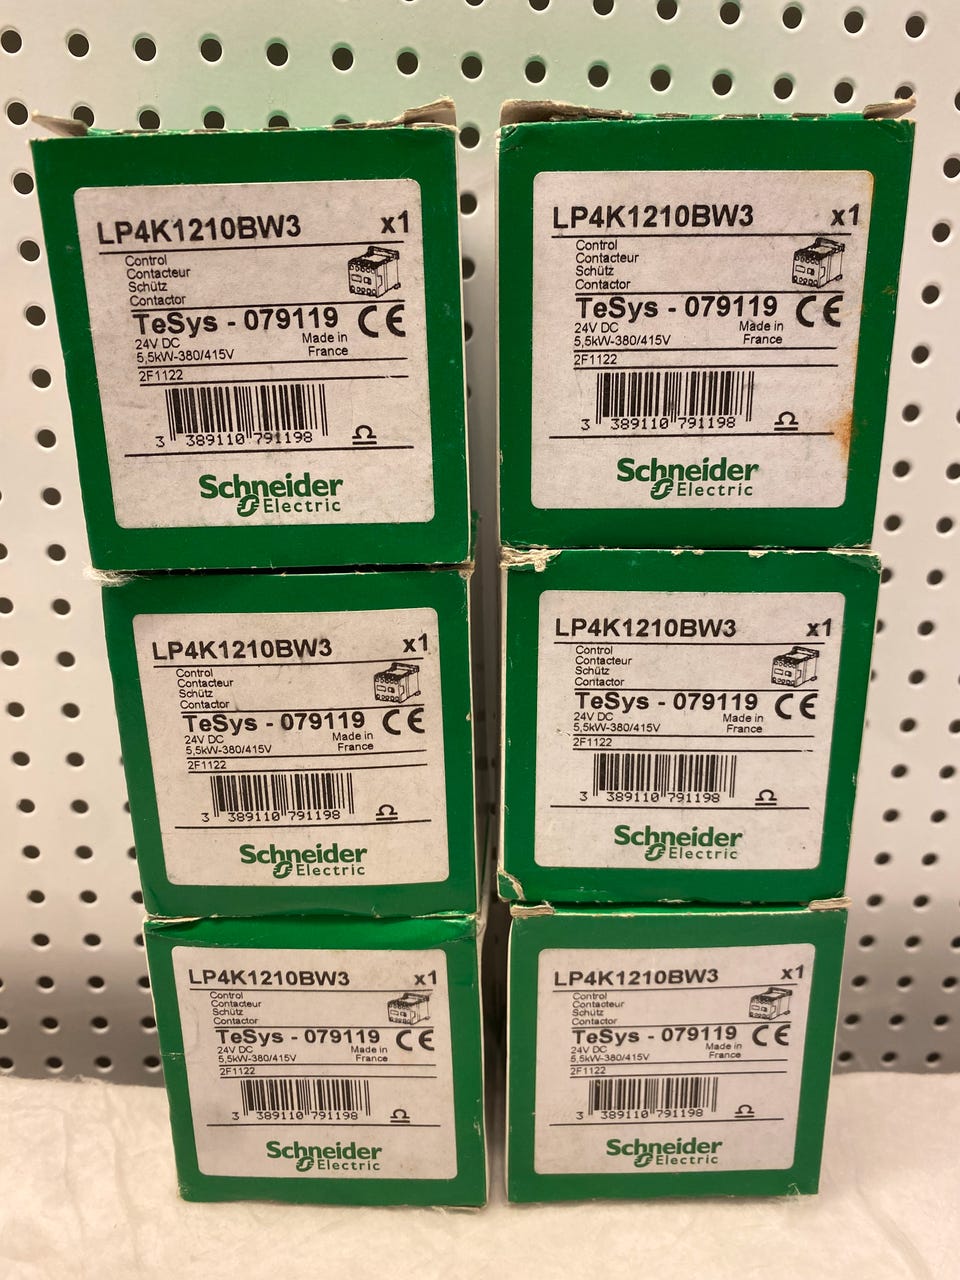 LP4K1210BW3 x1
Control
Contacteur
Schütz
Contactor
TeSys - 079119 CE
24V DC Made in
5,5kW-380/415V France
2F1122
3 389110 791198
Schneider
Electric
LP4K1210BW3 x1
Control
Contacteur
Schütz
Contactor
TeSys - 079119 CE
24V DC Made in
5,5kW-380/415V France
2F1122
3 389110 791198
Schneider
Electric
LP4K1210BW3 x1
Control
Contacteur
Schütz
Contactor
TeSys - 079119 CE
24V DC Made in
5,5kW-380/415V France
2F1122
3 389110 791198
Schneider
Electric
LP4K1210BW3 x1
Control
Contacteur
Schütz
Contactor
TeSys - 079119 CE
24V DC Made in
5,5kW-380/415V France
2F1122
3 389110 791198
Schneider
Electric
LP4K1210BW3 x1
Control
Contacteur
Schütz
Contactor
TeSys - 079119 CE
24V DC Made in
5,5kW-380/415V France
2F1122
3 389110 791198
Schneider
Electric
LP4K1210BW3 x1
Control
Contacteur
Schütz
Contactor
TeSys - 079119 CE
24V DC Made in
5,5kW-380/415V France
2F1122
3 389110 791198
Schneider
Electric